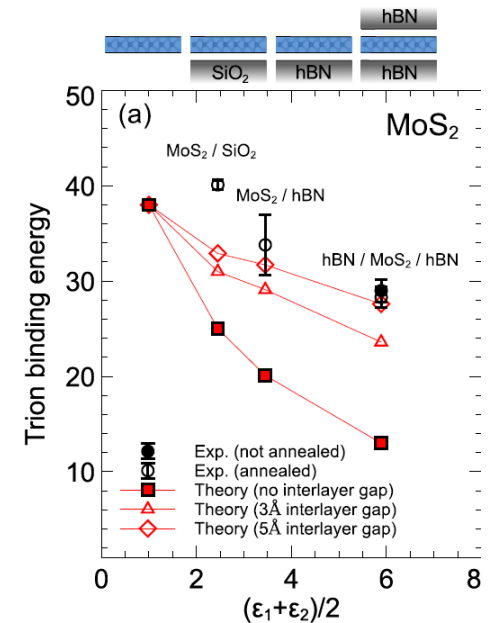 hBN
SiO₂ hBN hBN
50
(a) MoS₂
MoS₂ / SiO₂
40
MoS₂ / hBN
hBN / MoS₂ / hBN
30
Trion binding energy
20
Exp. (not annealed)
Exp. (annealed)
10
Theory (no interlayer gap)
Theory (3Å interlayer gap)
Theory (5Å interlayer gap)
0 2 4 6 8
(ε₁+ε₂)/2